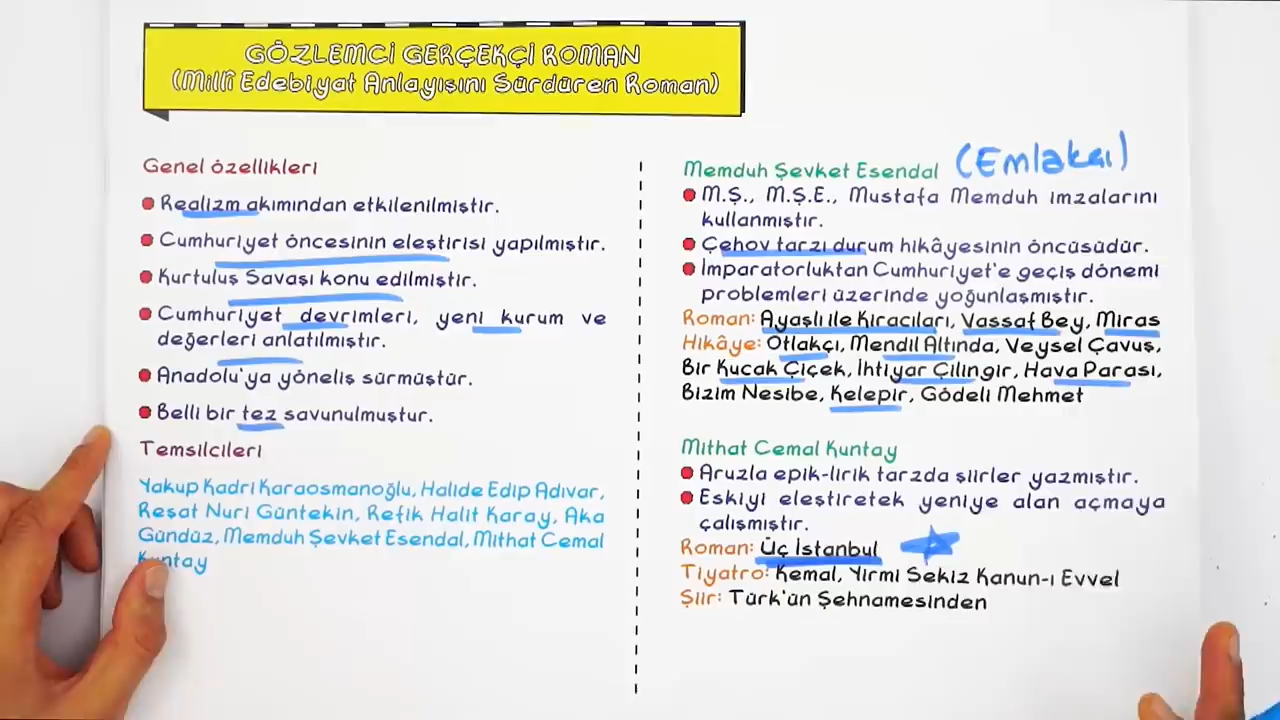 GÖZLEMCİ GERÇEKÇİ ROMAN
(Millî Edebiyat Anlayışını Sürdüren Roman)
Genel özellikleri
Realizm akımından etkilenilmiştir.
Cumhuriyet öncesinin eleştirisi yapılmıştır.
Kurtuluş Savaşı konu edilmiştir.
Cumhuriyet devrimleri, yeni kurum ve
değerleri anlatılmıştır.
Anadolu'ya yöneliş sürmüştür.
Belli bir tez savunulmuştur.
Temsilcileri
Yakup Kadri Karaosmanoğlu, Halide Edip Adıvar,
Reşat Nuri Güntekin, Refik Halit Karay, Aka
Gündüz, Memduh Şevket Esendal, Mithat Cemal
Kuntay
Memduh Şevket Esendal (Emlakçı)
M.Ş., M.Ş.E., Mustafa Memduh imzalarını
kullanmıştır.
Çehov tarzı durum hikâyesinin öncüsüdür.
İmparatorluktan Cumhuriyet'e geçiş dönemi
problemleri üzerinde yoğunlaşmıştır.
Roman: Ayaşlı ile Kiracıları, Vassaf Bey, Miras
Hikâye: Otlakçı, Mendil Altında, Veysel Çavuş,
Bir Kucak Çiçek, İhtiyar Çilingir, Hava Parası,
Bizim Nesibe, Kelepir, Gödeli Mehmet
Mithat Cemal Kuntay
Aruzla epik-lirik tarzda şiirler yazmıştır.
Eskiyi eleştiretek yeniye alan açmaya
çalışmıştır.
Roman: Üç İstanbul
Tiyatro: Kemal, Yirmi Sekiz Kanun-ı Evvel
Şiir: Türk'ün Şehnamesinden